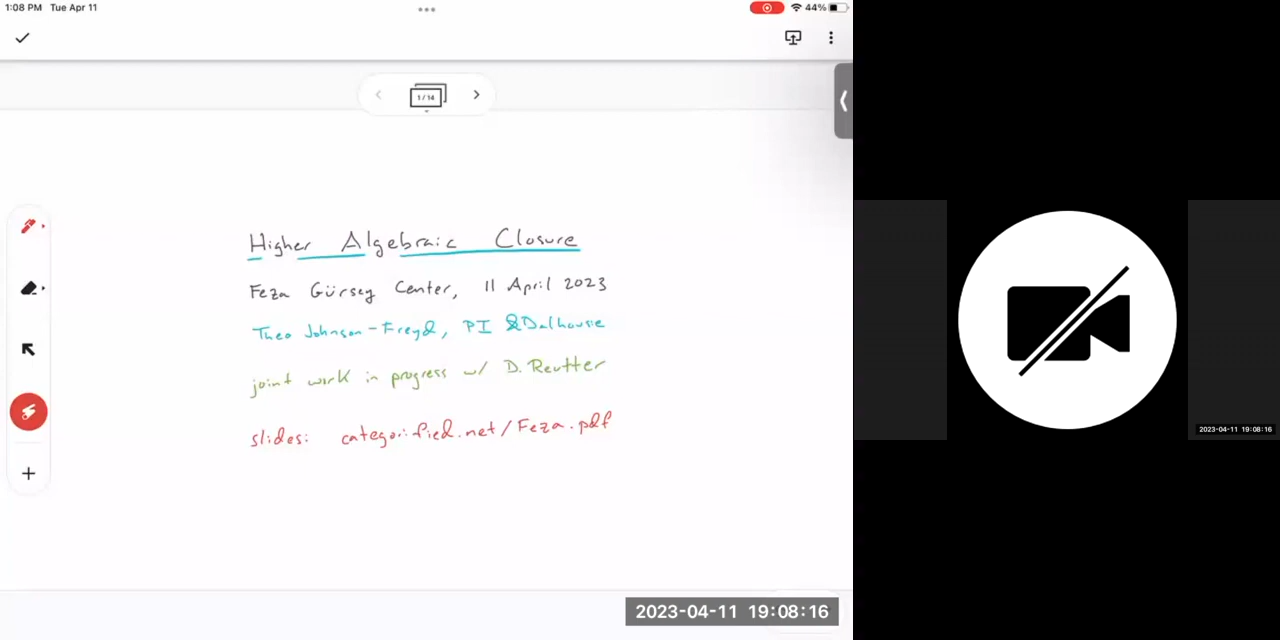 1:08 PM Tue Apr 11
44%
1/14
Higher Algebraic Closure
Feza Gürsey Center, 11 April 2023
Theo Johnson-Freyd, PI & Dalhousie
joint work in progress w/ D. Reutter
slides: categorified.net/Feza.pdf
2023-04-11 19:08:16
2023-04-11 19:08:16